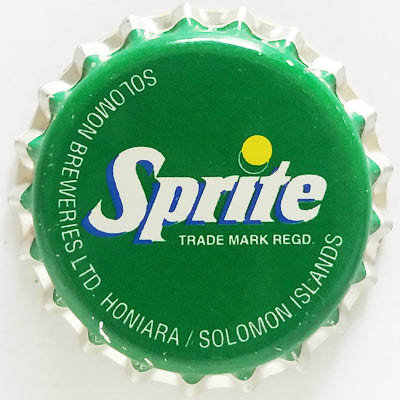 Sprite
TRADE MARK REGD.
SOLOMON BREWERIES LTD. HONIARA / SOLOMON ISLANDS